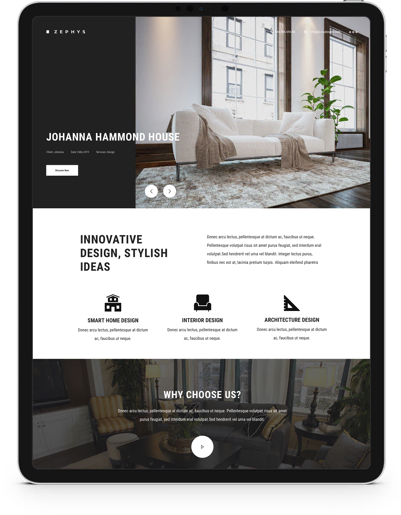 ZEPHYS
JOHANNA HAMMOND HOUSE
INNOVATIVE
DESIGN, STYLISH
IDEAS
Donec arcu lectus, pellentesque at dictum ac, faucibus ut neque.
Pellentesque volutpat risus sit amet purus feugiat, sed interdum erat
volutpat Sed hendrerit vel urna vel blandit. Integer lectus purus,
finibus nec est at, lacinia pretium turpis. Aliquam eleifend pharetra
SMART HOME DESIGN
INTERIOR DESIGN
ARCHITECTURE DESIGN
Donec arcu lectus, pellentesque at dictum
ac, faucibus ut neque.
Donec arcu lectus, pellentesque at dictum
ac, faucibus ut neque.
Donec arcu lectus, pellentesque at dictum
ac, faucibus ut neque.
WHY CHOOSE US?
Donec arcu lectus, pellentesque at dictum ac, faucibus ut neque. Pellentesque volutpat risus sit amet
purus feugiat, sed interdum erat volutpat Sed hendrerit vel urna vel blandit.